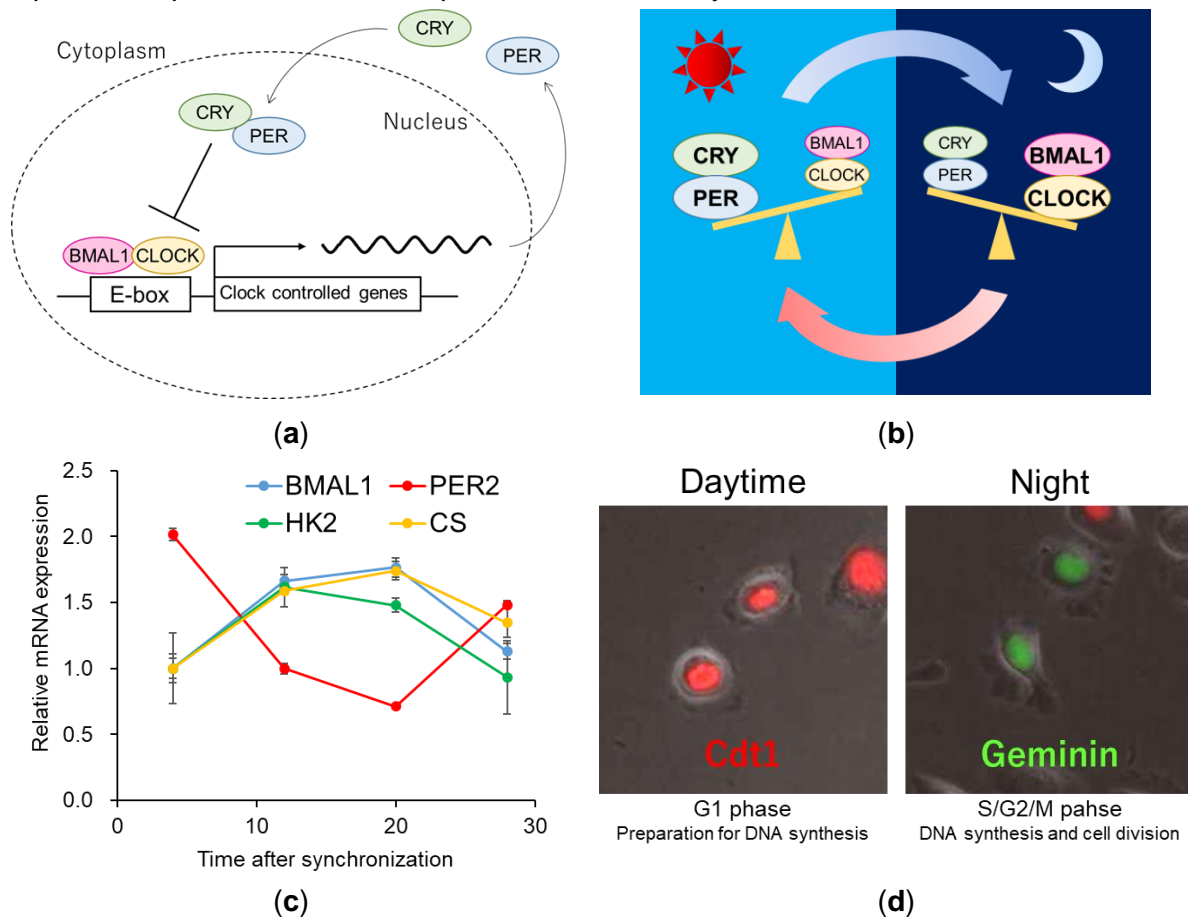 CRY
Cytoplasm
PER
CRY
PER
Nucleus
BMAL1 CLOCK
E-box
Clock controlled genes
(a)
CRY
PER
BMAL1
CLOCK
CRY
PER
BMAL1
CLOCK
(b)
Relative mRNA expression
2.5
2.0
1.5
1.0
0.5
0.0
BMAL1 PER2
HK2 CS
0 10 20 30
Time after synchronization
(c)
Daytime
Night
Cdt1
Geminin
G1 phase
Preparation for DNA synthesis
S/G2/M pahse
DNA synthesis and cell division
(d)